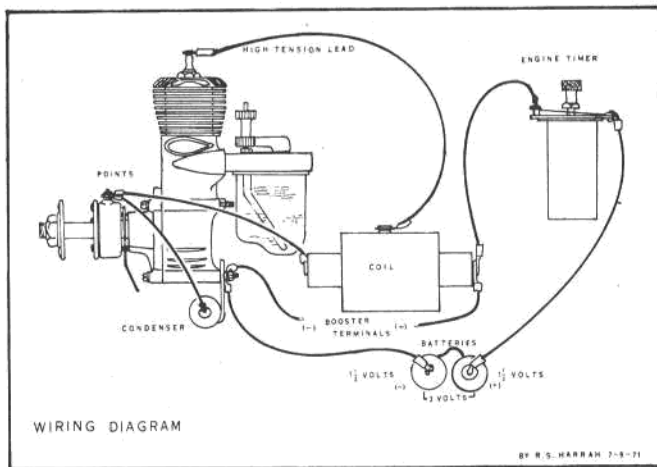 HIGH TENSION LEAD
ENGINE TIMER
POINTS
COIL
CONDENSER
(-) BOOSTER (+)
TERMINALS
BATTERIES
1½ VOLTS
1½ VOLTS
(-)
(+)
3 VOLTS
WIRING DIAGRAM
BY R.S. HARRAH 7-8-71